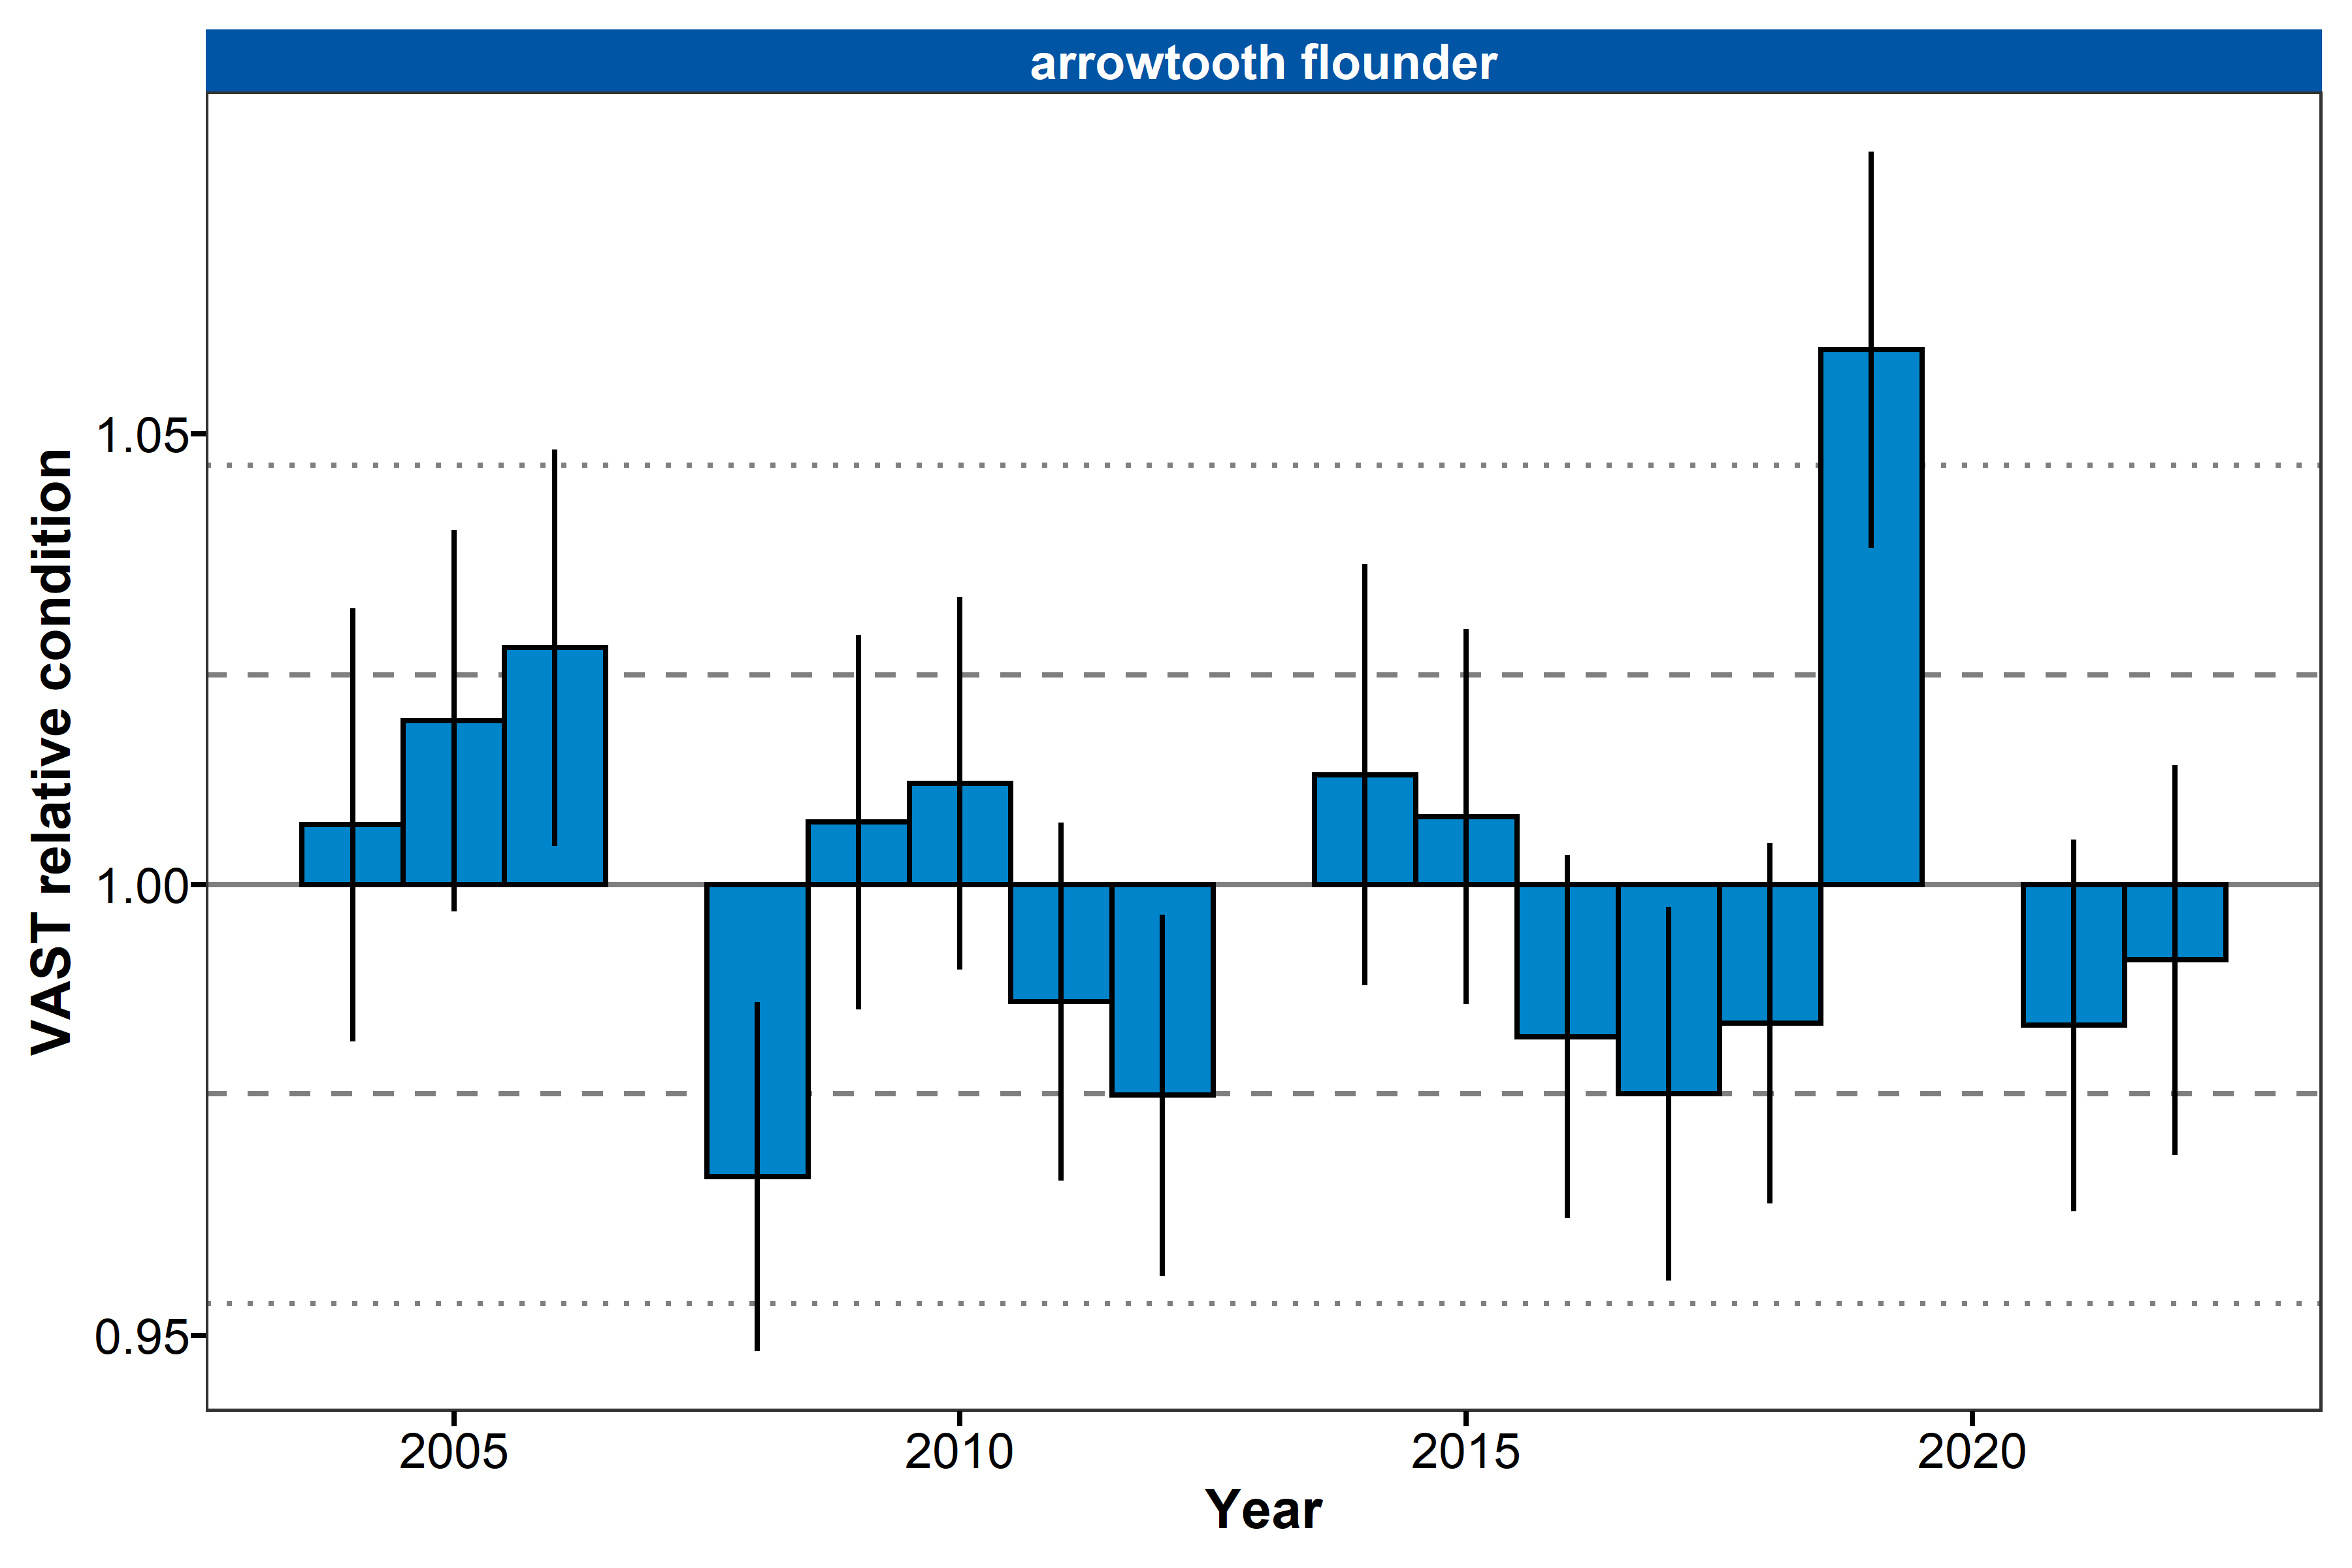 arrowtooth flounder
VAST relative condition
1.05
1.00
0.95
2005 2010 2015 2020
Year